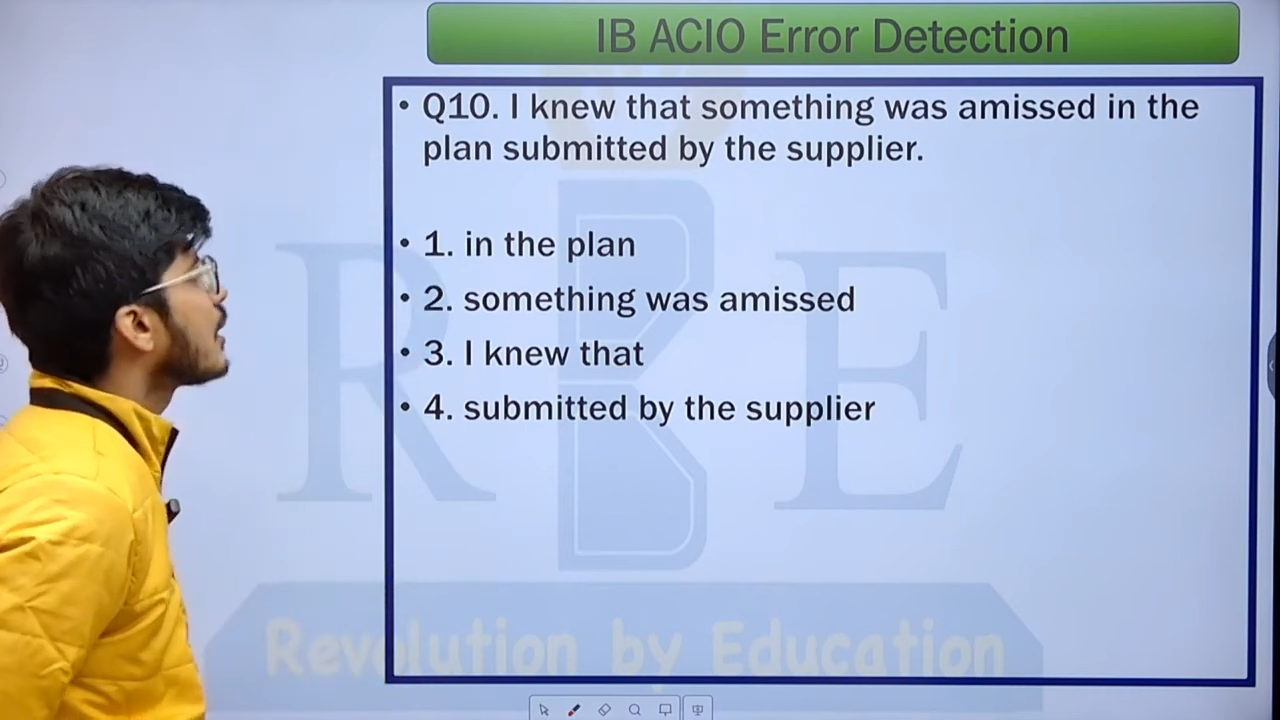 IB ACIO Error Detection
• Q10. I knew that something was amissed in the
plan submitted by the supplier.
• 1. in the plan
• 2. something was amissed
• 3. I knew that
• 4. submitted by the supplier
R B E
Revolution by Education